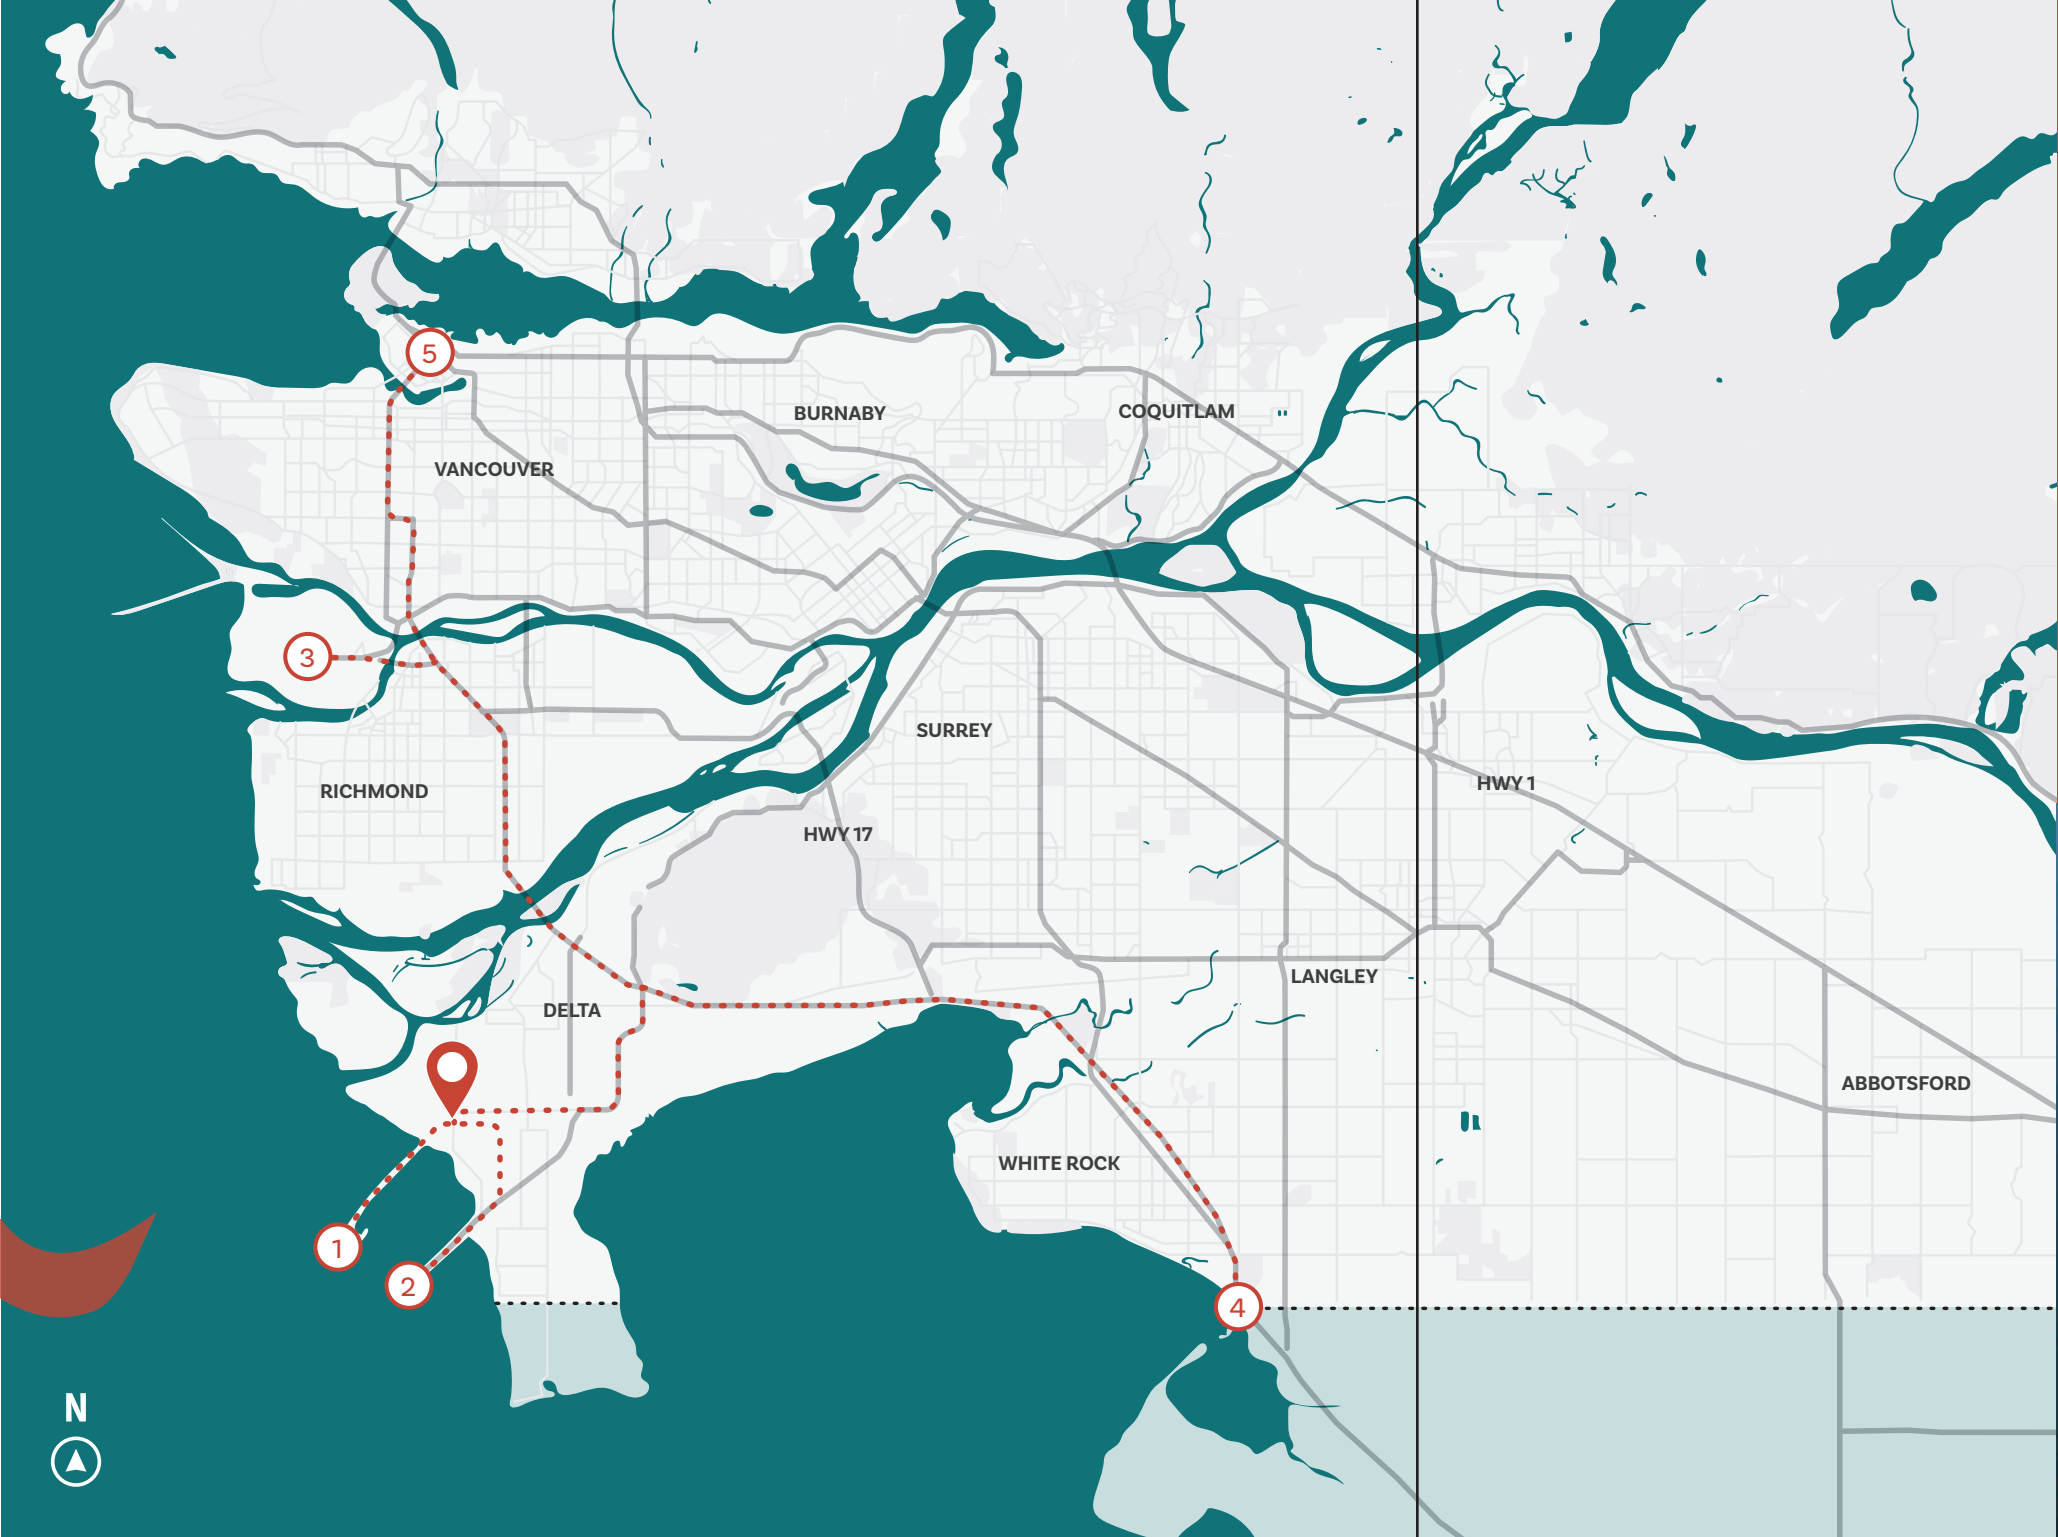 5
BURNABY
COQUITLAM
VANCOUVER
3
SURREY
HWY 1
RICHMOND
HWY 17
LANGLEY
DELTA
ABBOTSFORD
WHITE ROCK
1
2
4
N